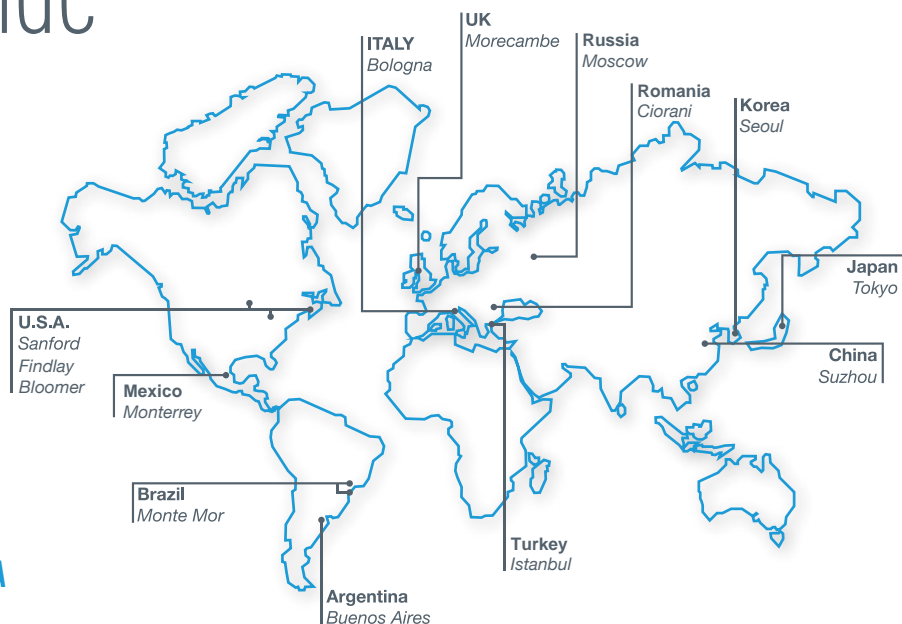 UK
Morecambe
ITALY
Bologna
Russia
Moscow
Romania
Ciorani
Korea
Seoul
Japan
Tokyo
U.S.A.
Sanford
Findlay
Bloomer
China
Suzhou
Mexico
Monterrey
Brazil
Monte Mor
Turkey
Istanbul
Argentina
Buenos Aires